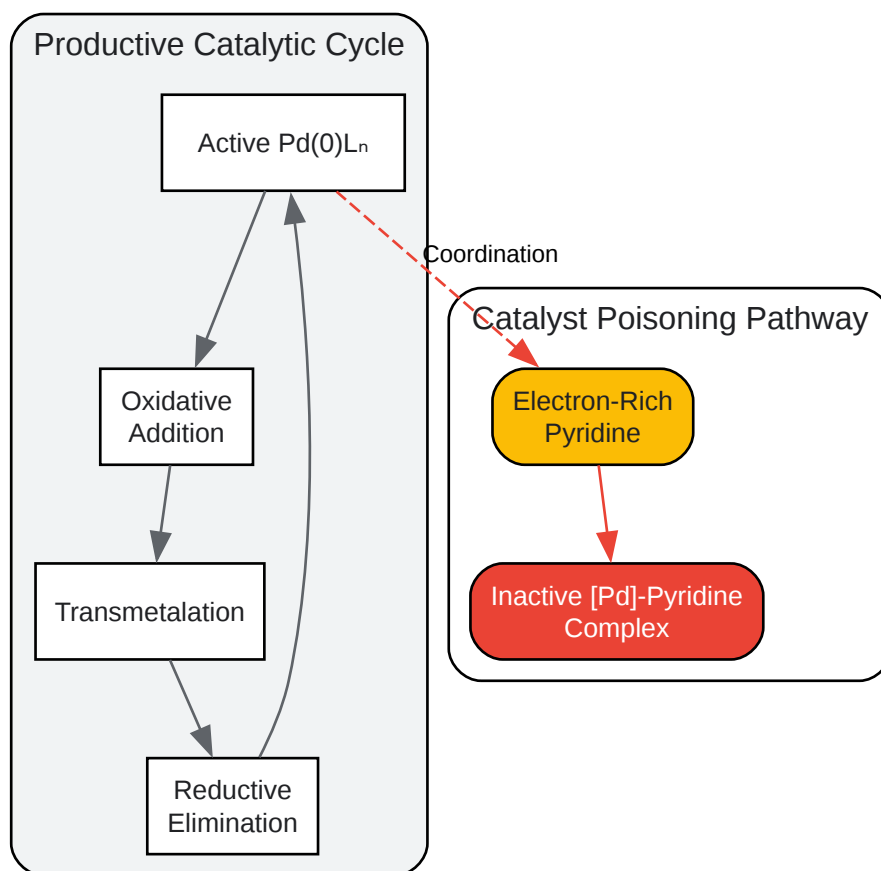 Productive Catalytic Cycle
Active Pd(0)Lₙ
Coordination
Catalyst Poisoning Pathway
Oxidative
Addition
Electron-Rich
Pyridine
Transmetalation
Inactive [Pd]-Pyridine
Complex
Reductive
Elimination